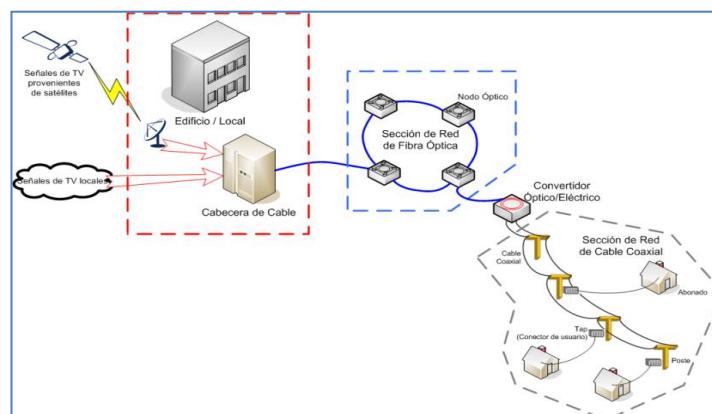 Señales de TV
provenientes
de satélites
Edificio / Local
Señales de TV locales
Cabecera de Cable
Nodo Óptico
Sección de Red
de Fibra Óptica
Convertidor
Óptico/Eléctrico
Sección de Red
de Cable Coaxial
Cable
Coaxial
Abonado
Tap
(Conector de usuario)
Poste